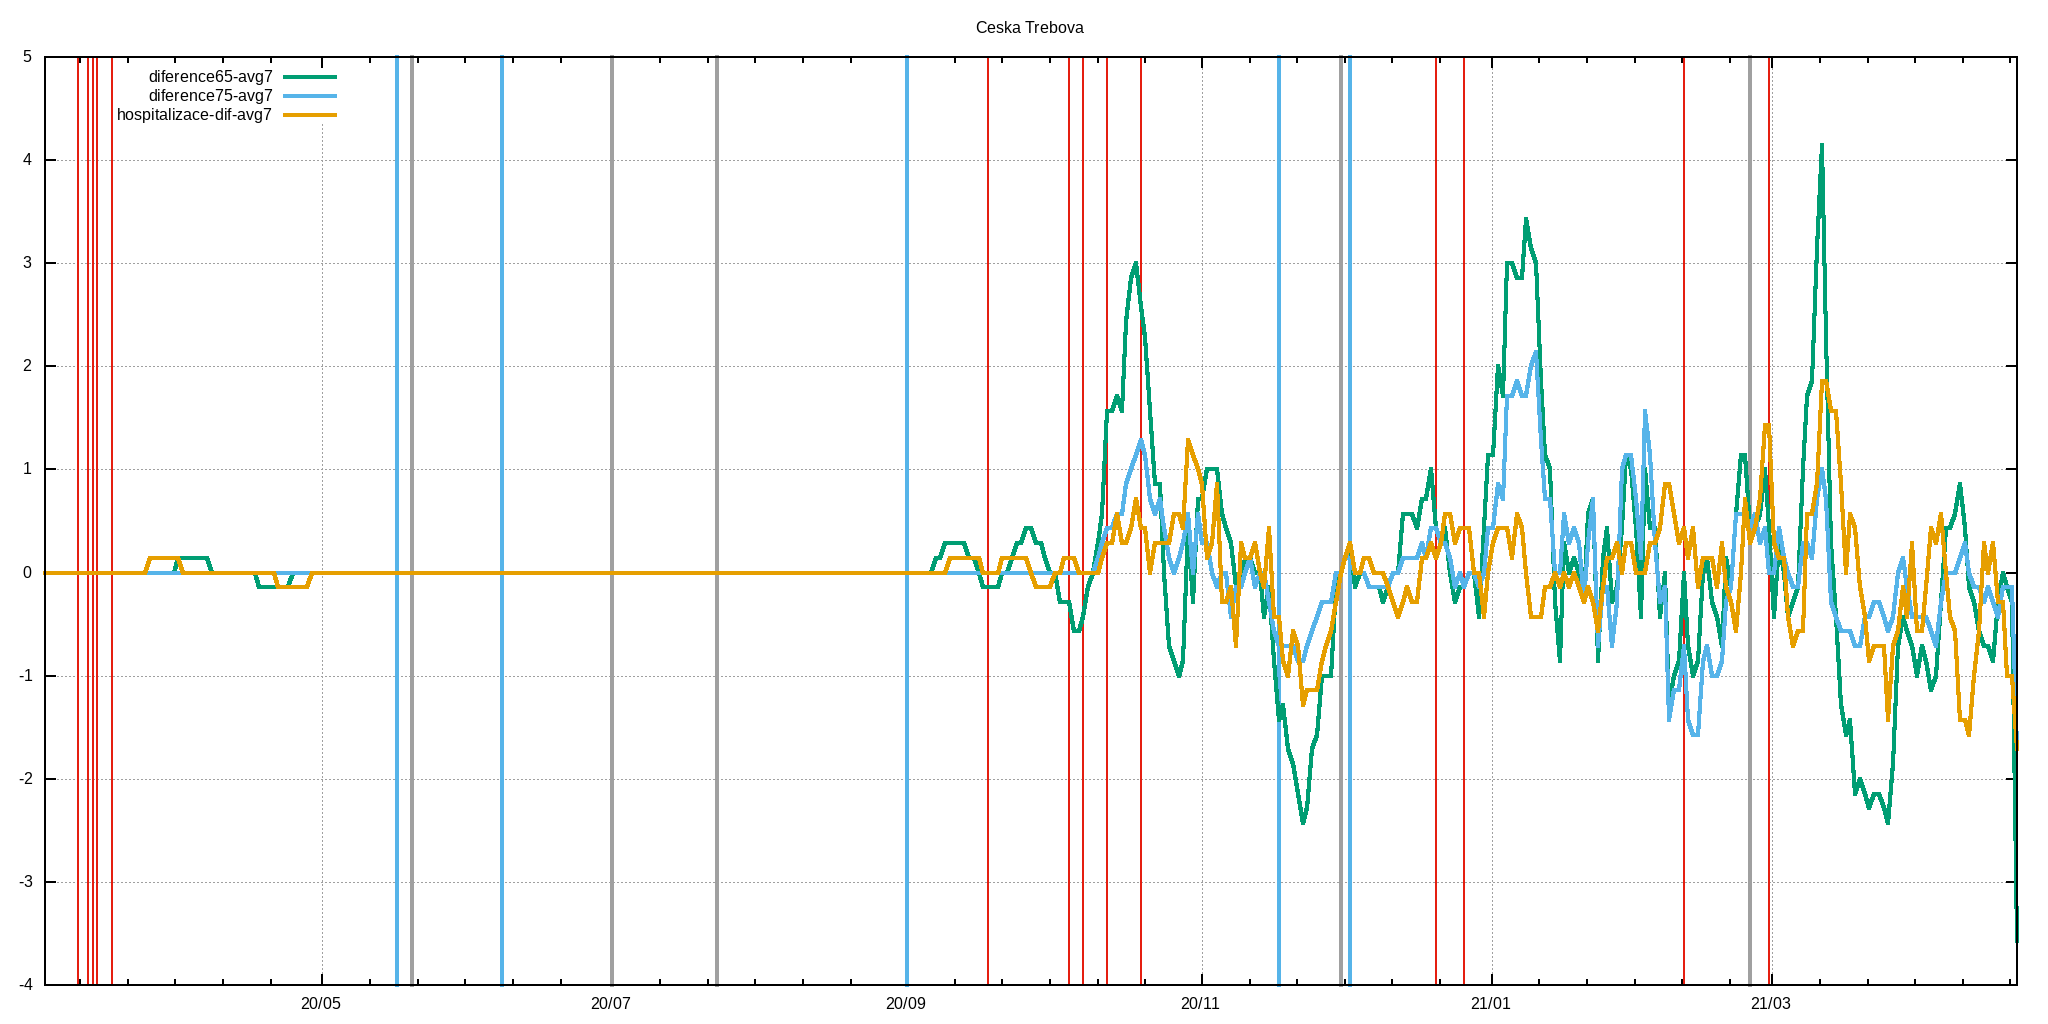 Ceska Trebova
diference65-avg7
diference75-avg7
hospitalizace-dif-avg7
5
4
3
2
1
0
-1
-2
-3
-4
20/05 20/07 20/09 20/11 21/01 21/03